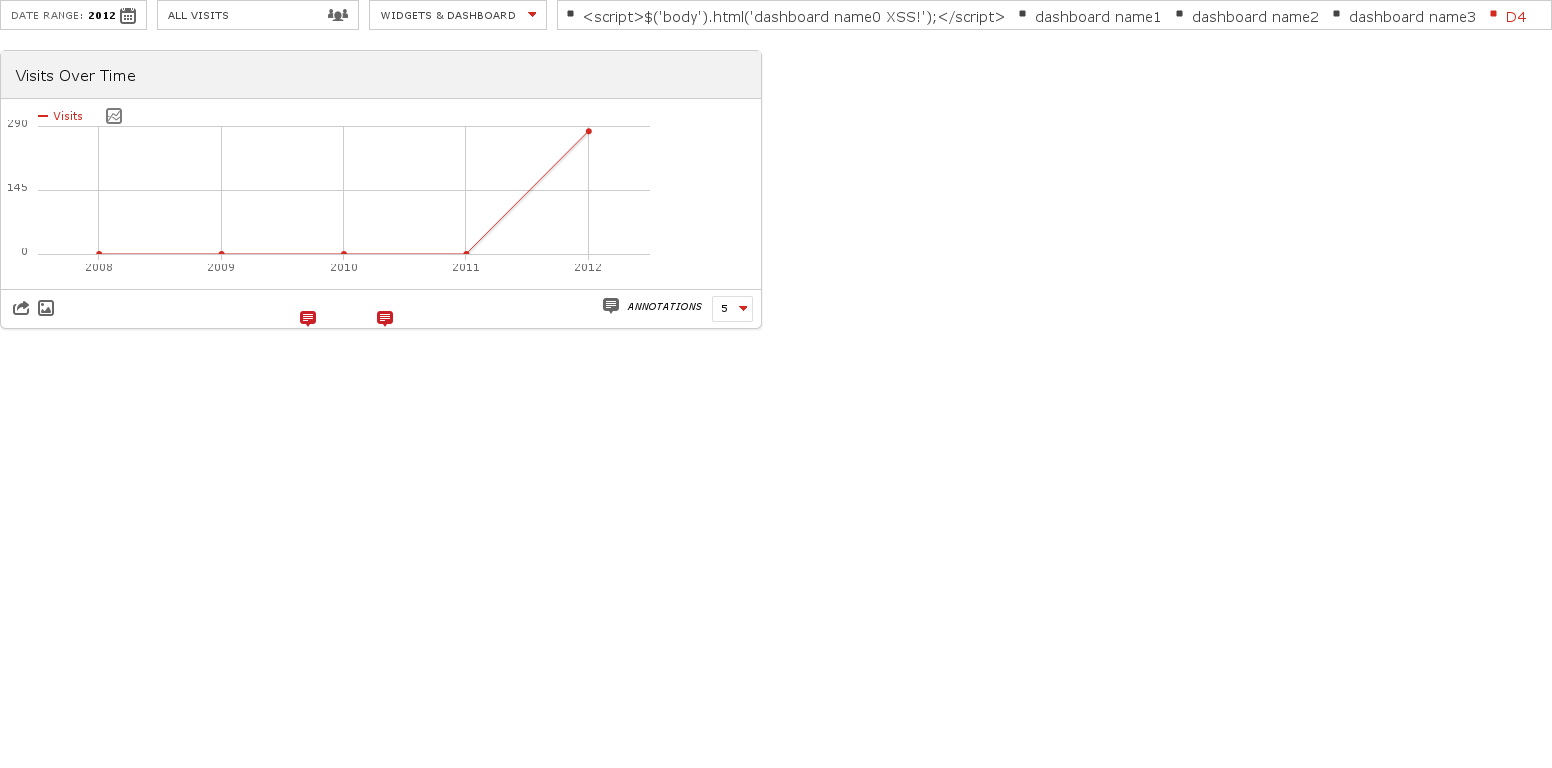 DATE RANGE: 2012
ALL VISITS
WIDGETS & DASHBOARD
<script>$('body').html('dashboard name0 XSS!');</script> dashboard name1 dashboard name2 dashboard name3 D4
Visits Over Time
Visits
290
145
0
2008 2009 2010 2011 2012
ANNOTATIONS 5